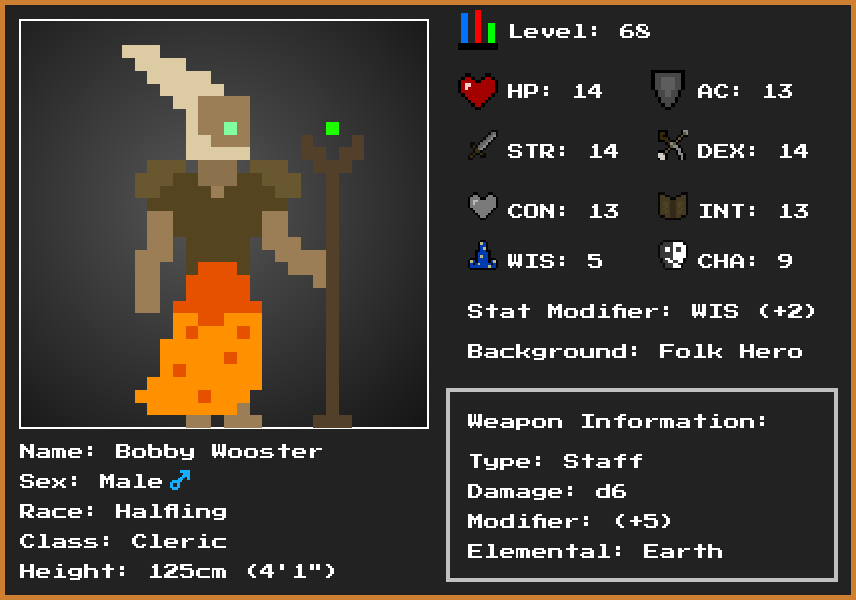 Level: 68
HP: 14
AC: 13
STR: 14
DEX: 14
CON: 13
INT: 13
WIS: 5
CHA: 9
Stat Modifier: WIS (+2)
Background: Folk Hero
Name: Bobby Wooster
Sex: Male ♂
Race: Halfling
Class: Cleric
Height: 125cm (4'1")
Weapon Information:
Type: Staff
Damage: d6
Modifier: (+5)
Elemental: Earth